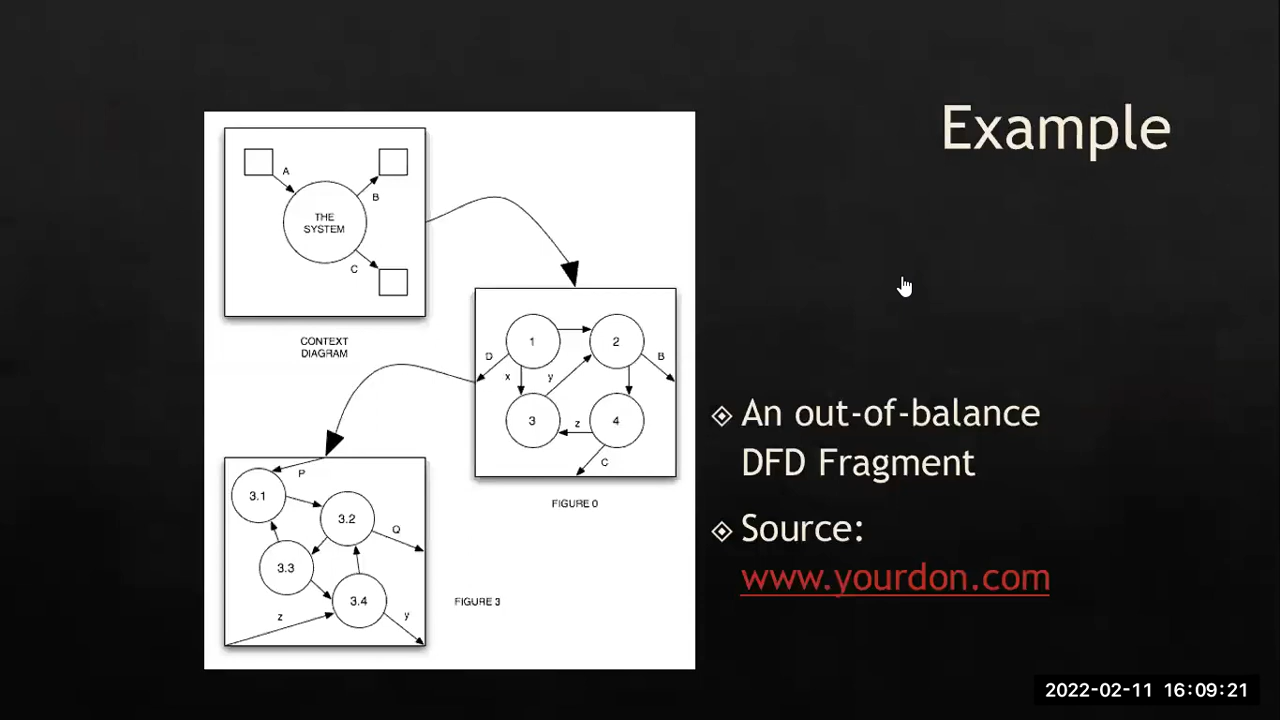 Example
A
B
THE
SYSTEM
C
CONTEXT
DIAGRAM
1
2
D
B
x
y
3
z
4
C
FIGURE 0
P
3.1
3.2
Q
3.3
3.4
z
y
FIGURE 3
An out-of-balance
DFD Fragment
Source:
www.yourdon.com
2022-02-11 16:09:21